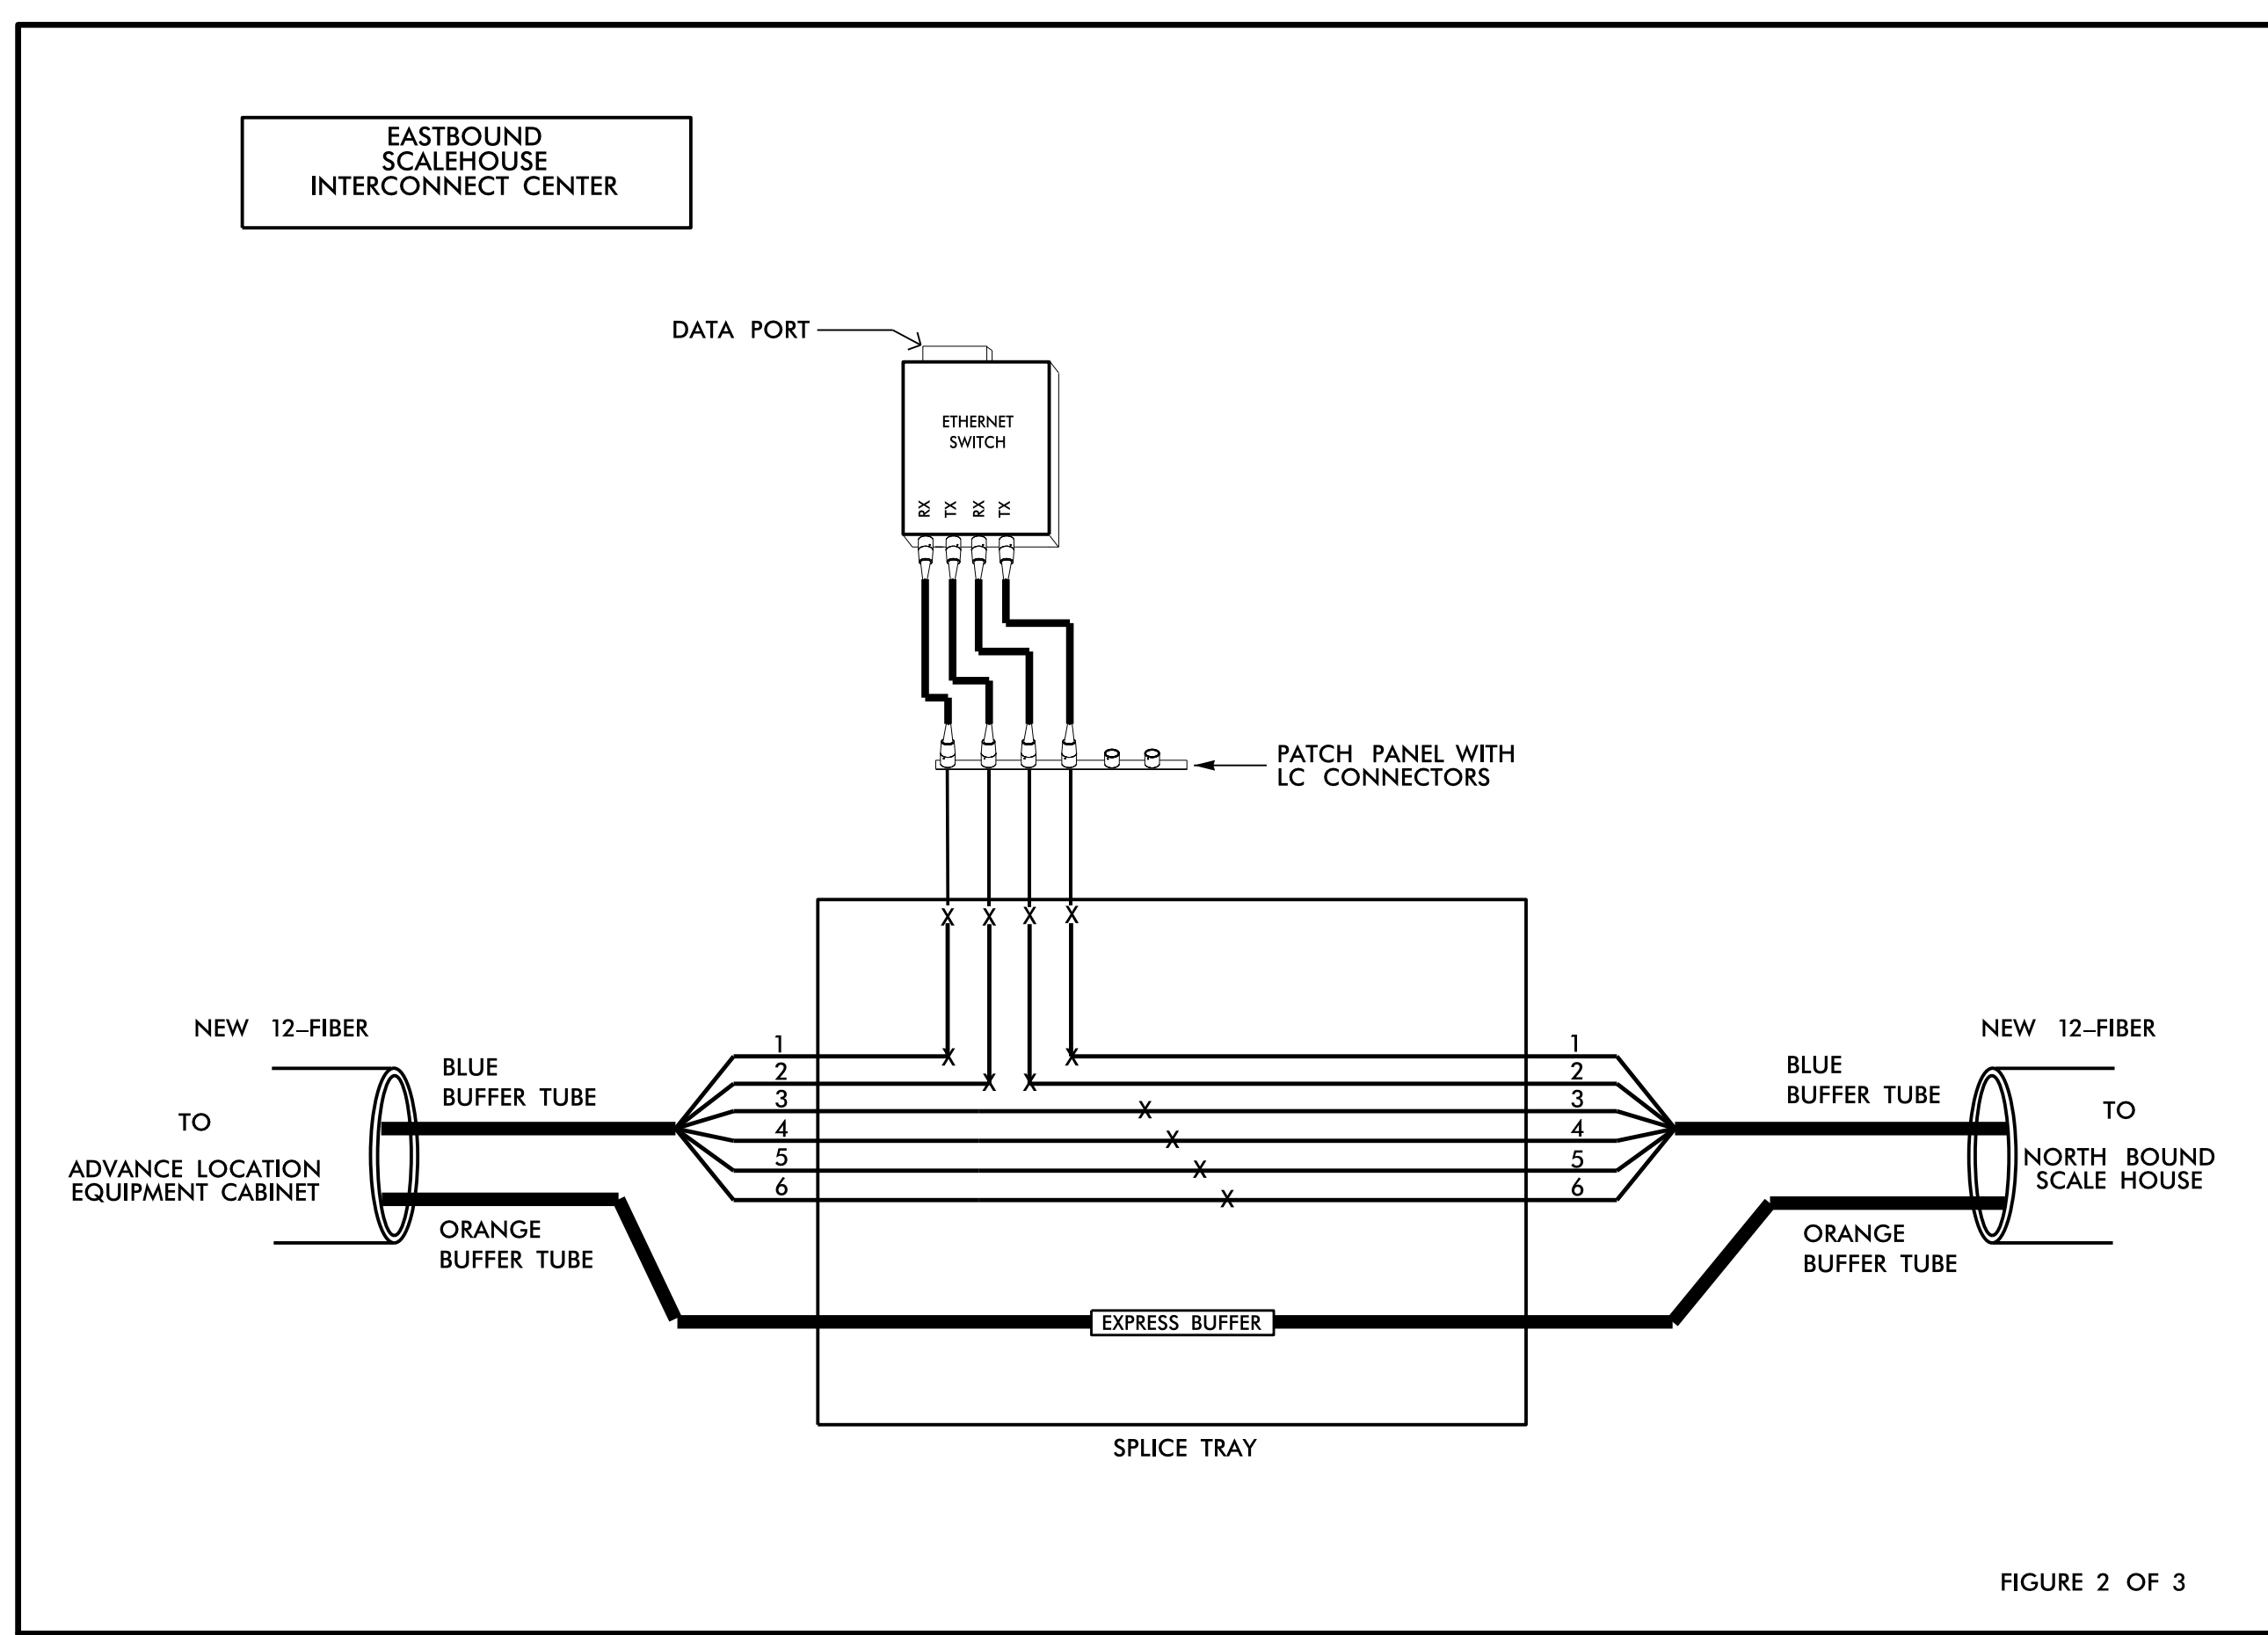 EASTBOUND
SCALEHOUSE
INTERCONNECT CENTER
DATA PORT
ETHERNET
SWITCH
RX
TX
RX
TX
PATCH PANEL WITH
LC CONNECTORS
X X X X
NEW 12–FIBER
TO
ADVANCE LOCATION
EQUIPMENT CABINET
BLUE
BUFFER TUBE
ORANGE
BUFFER TUBE
1
2
3
4
5
6
X X
X X
X
X
X
X
EXPRESS BUFFER
1
2
3
4
5
6
BLUE
BUFFER TUBE
ORANGE
BUFFER TUBE
NEW 12–FIBER
TO
NORTH BOUND
SCALE HOUSE
SPLICE TRAY
FIGURE 2 OF 3